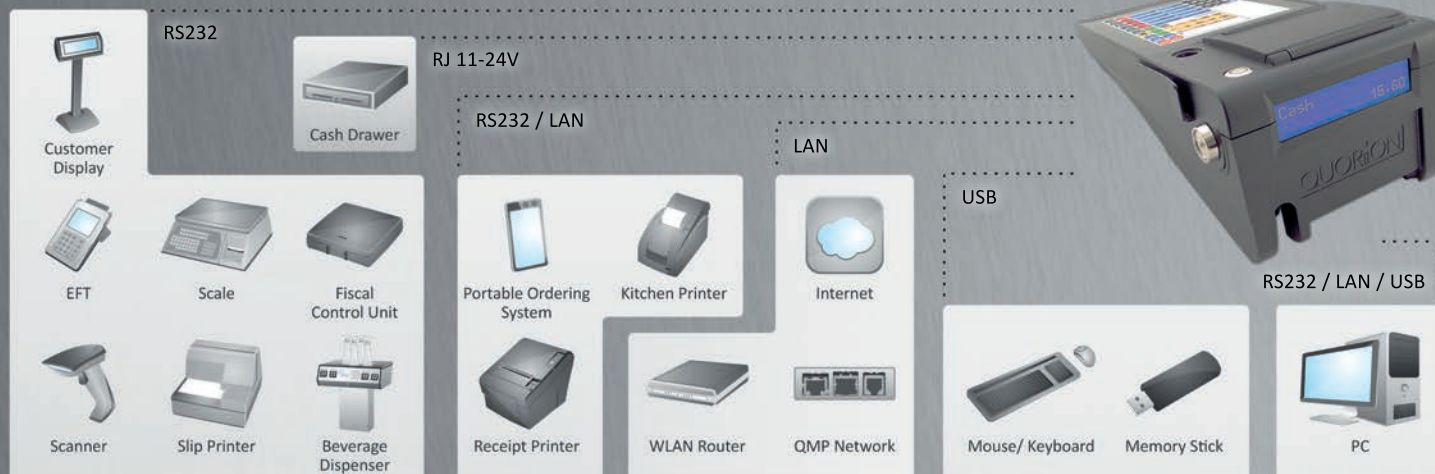 RS232
Customer
Display
EFT
Scale
Fiscal
Control Unit
Scanner
Slip Printer
Beverage
Dispenser
RJ 11-24V
Cash Drawer
RS232 / LAN
Portable Ordering
System
Kitchen Printer
Receipt Printer
LAN
Internet
WLAN Router
QMP Network
USB
Mouse/ Keyboard
Memory Stick
Cash 15.60
QUORiON
RS232 / LAN / USB
PC